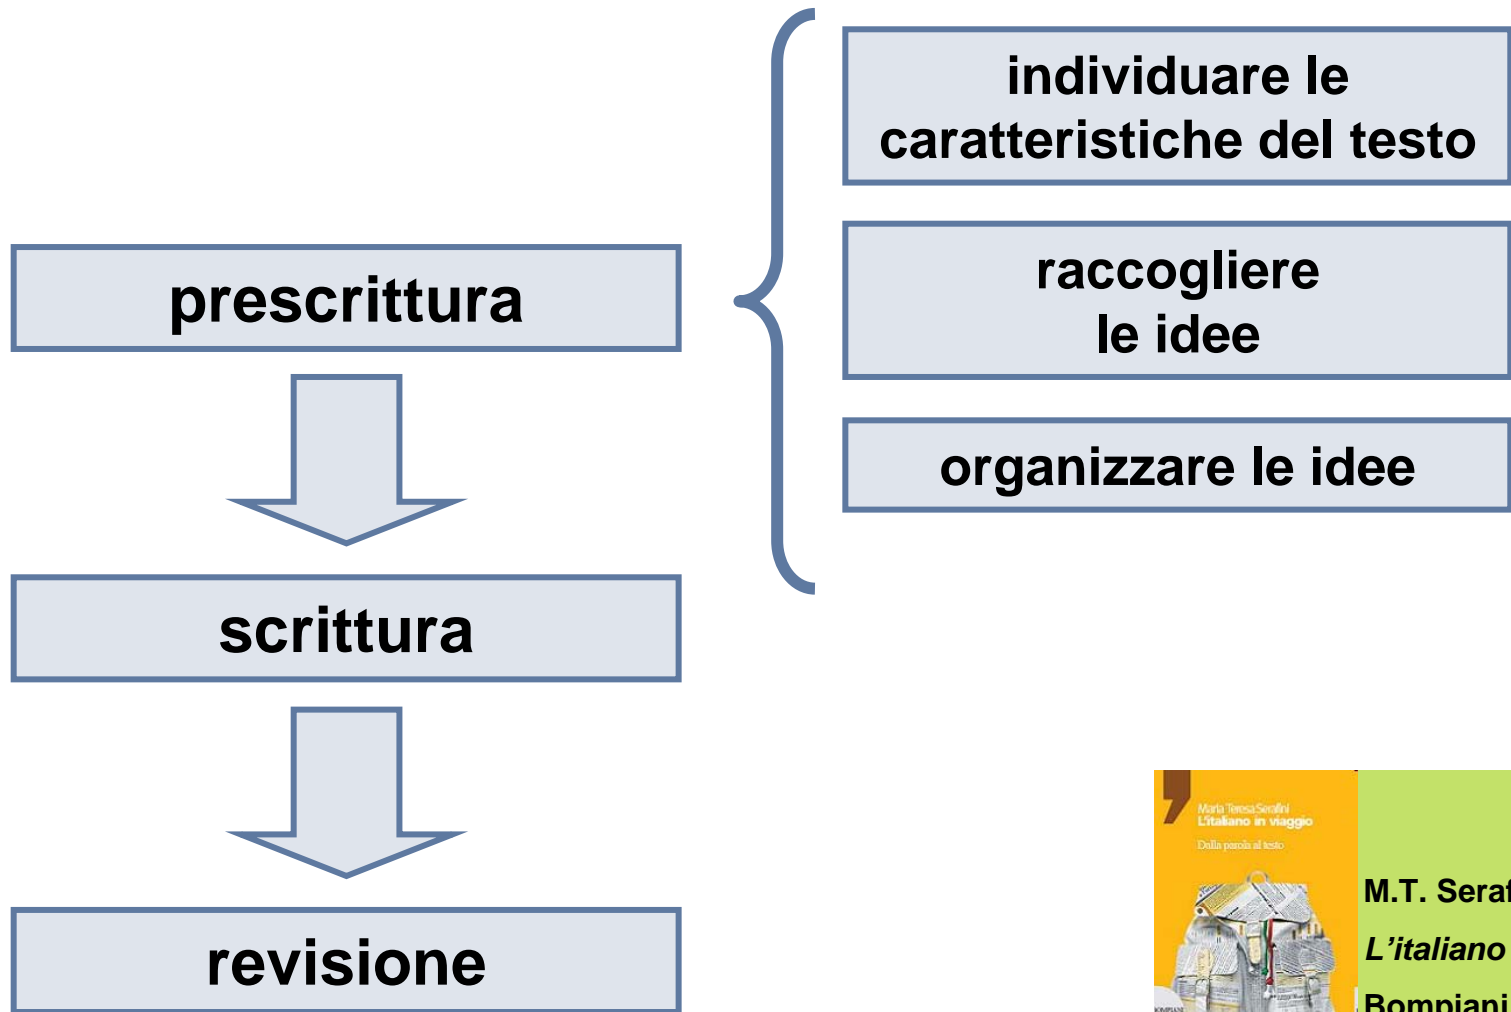 prescrittura
scrittura
revisione
individuare le
caratteristiche del testo
raccogliere
le idee
organizzare le idee
Maria Teresa Serafini
L'italiano in viaggio
Dalla parola al testo
BOMPIANI
M.T. Seraf
L'italiano
Bompiani